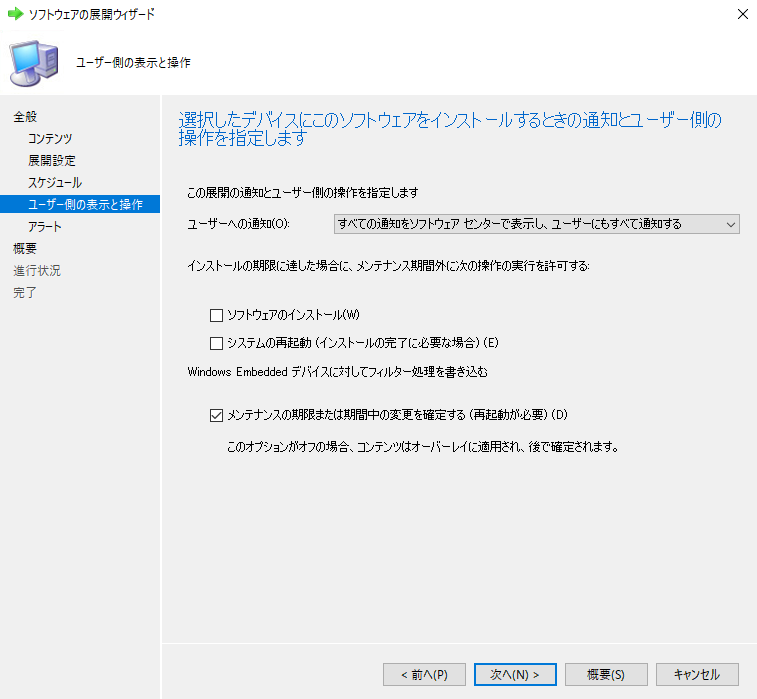 ソフトウェアの展開ウィザード
ユーザー側の表示と操作
全般
コンテンツ
展開設定
スケジュール
ユーザー側の表示と操作
アラート
概要
進行状況
完了
選択したデバイスにこのソフトウェアをインストールするときの通知とユーザー側の
操作を指定します
この展開の通知とユーザー側の操作を指定します
ユーザーへの通知(O): すべての通知をソフトウェア センターで表示し、ユーザーにもすべて通知する
インストールの期限に達した場合に、メンテナンス期間外に次の操作の実行を許可する:
ソフトウェアのインストール(W)
システムの再起動 (インストールの完了に必要な場合) (E)
Windows Embedded デバイスに対してフィルター処理を書き込む
メンテナンスの期限または期間中の変更を確定する (再起動が必要) (D)
このオプションがオフの場合、コンテンツはオーバーレイに適用され、後で確定されます。
< 前へ(P) 次へ(N) > 概要(S) キャンセル